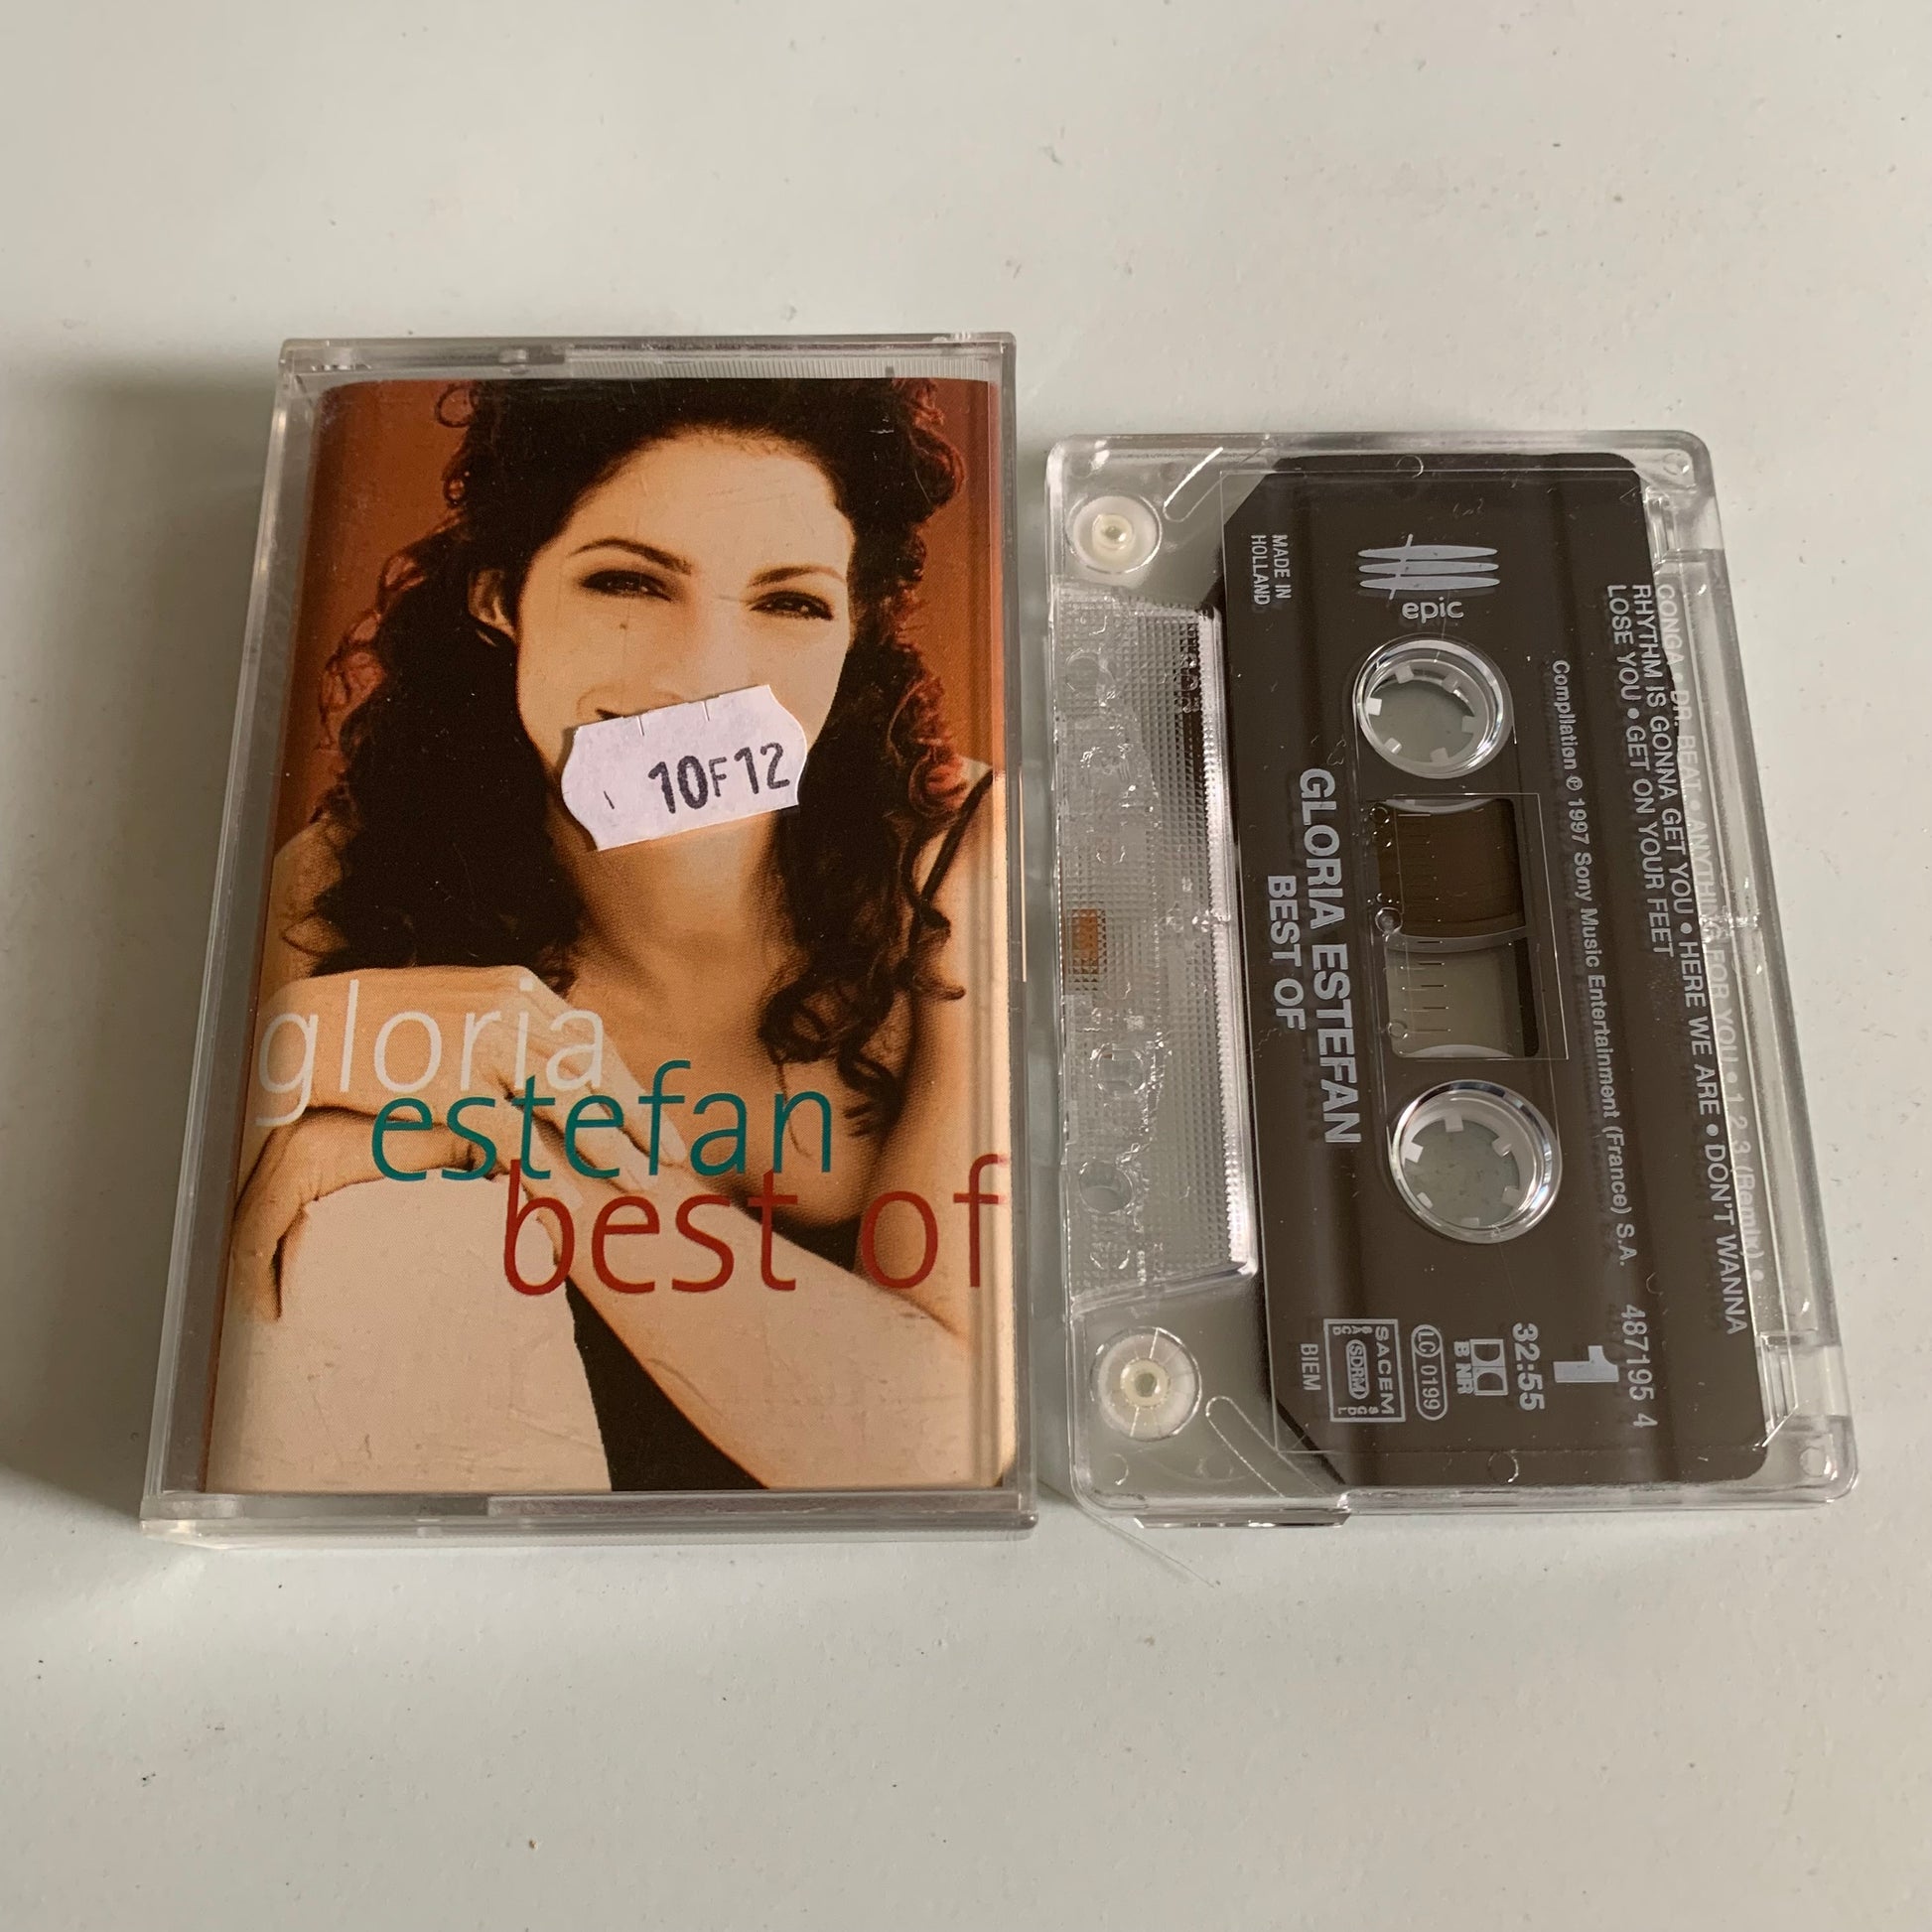 10F12
gloria
estefan
best of
CONGA • DR. BEAT • ANYTHING FOR YOU • 1 2 3 (Remix) •
RHYTHM IS GONNA GET YOU • HERE WE ARE • DON'T WANNA
LOSE YOU • GET ON YOUR FEET
487195 4
Compilation ℗ 1997 Sony Music Entertainment (France) S.A.
1
32:55
epic
B NR
LC 0199
GLORIA ESTEFAN
BEST OF
SACEM
SDRM
BIEM
MADE IN
HOLLAND